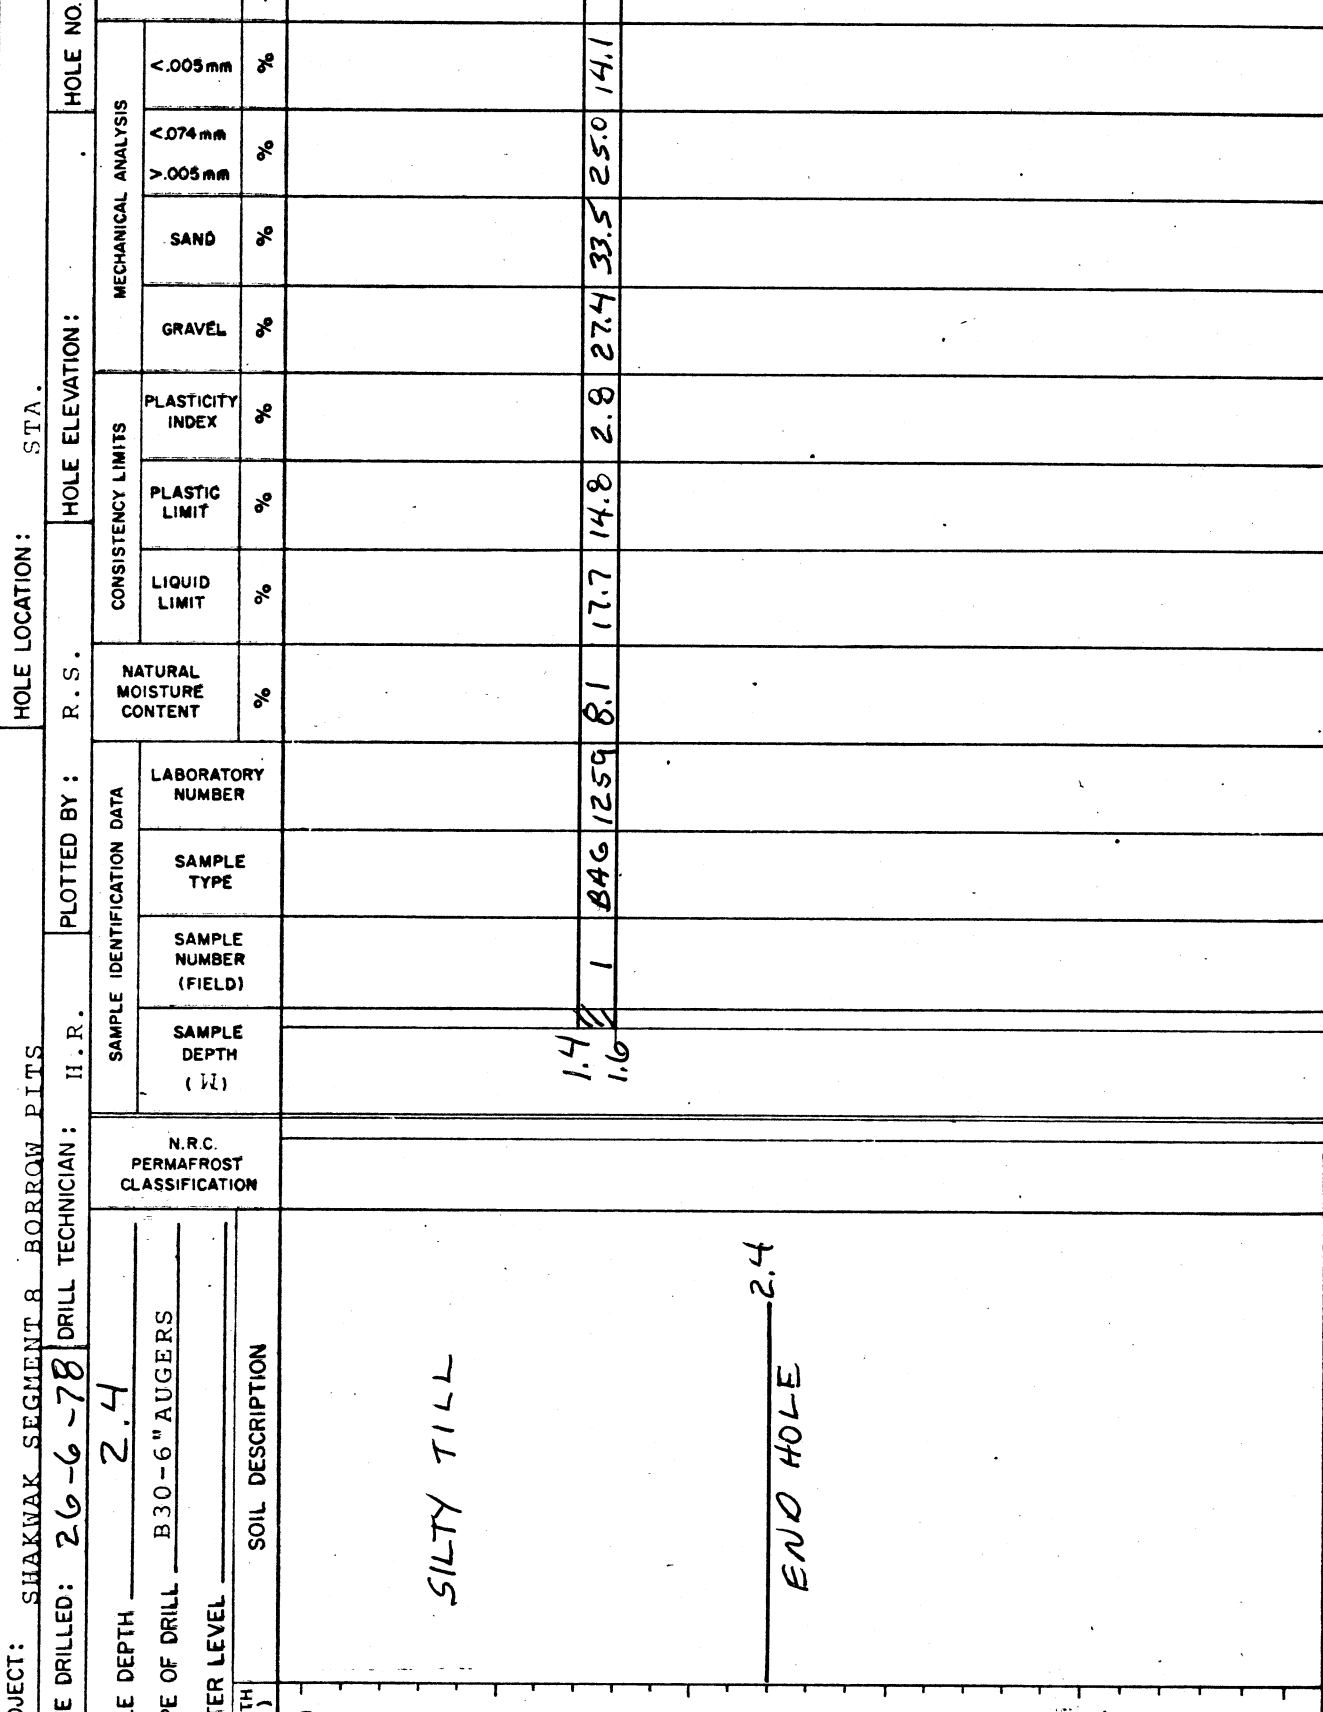 OJECT: SHAKWAK SEGMENT 8 BORROW PITS
HOLE LOCATION: STA.
E DRILLED: 26-6-78
DRILL TECHNICIAN: H.R.
PLOTTED BY: R.S.
HOLE ELEVATION:
HOLE NO.
E DEPTH 2.4
PE OF DRILL B30-6" AUGERS
TER LEVEL
TH
)
SOIL DESCRIPTION
N.R.C.
PERMAFROST
CLASSIFICATION
SAMPLE IDENTIFICATION DATA
SAMPLE
DEPTH
(M)
SAMPLE
NUMBER
(FIELD)
SAMPLE
TYPE
LABORATORY
NUMBER
NATURAL
MOISTURE
CONTENT
%
CONSISTENCY LIMITS
LIQUID
LIMIT
%
PLASTIC
LIMIT
%
PLASTICITY
INDEX
%
MECHANICAL ANALYSIS
GRAVEL
%
SAND
%
<.074mm
>.005mm
%
<.005mm
%
SILTY TILL
1.4
1.6
1 BAG 1259 8.1 17.7 14.8 2.8 27.4 33.5 25.0 14.1
2.4
END HOLE